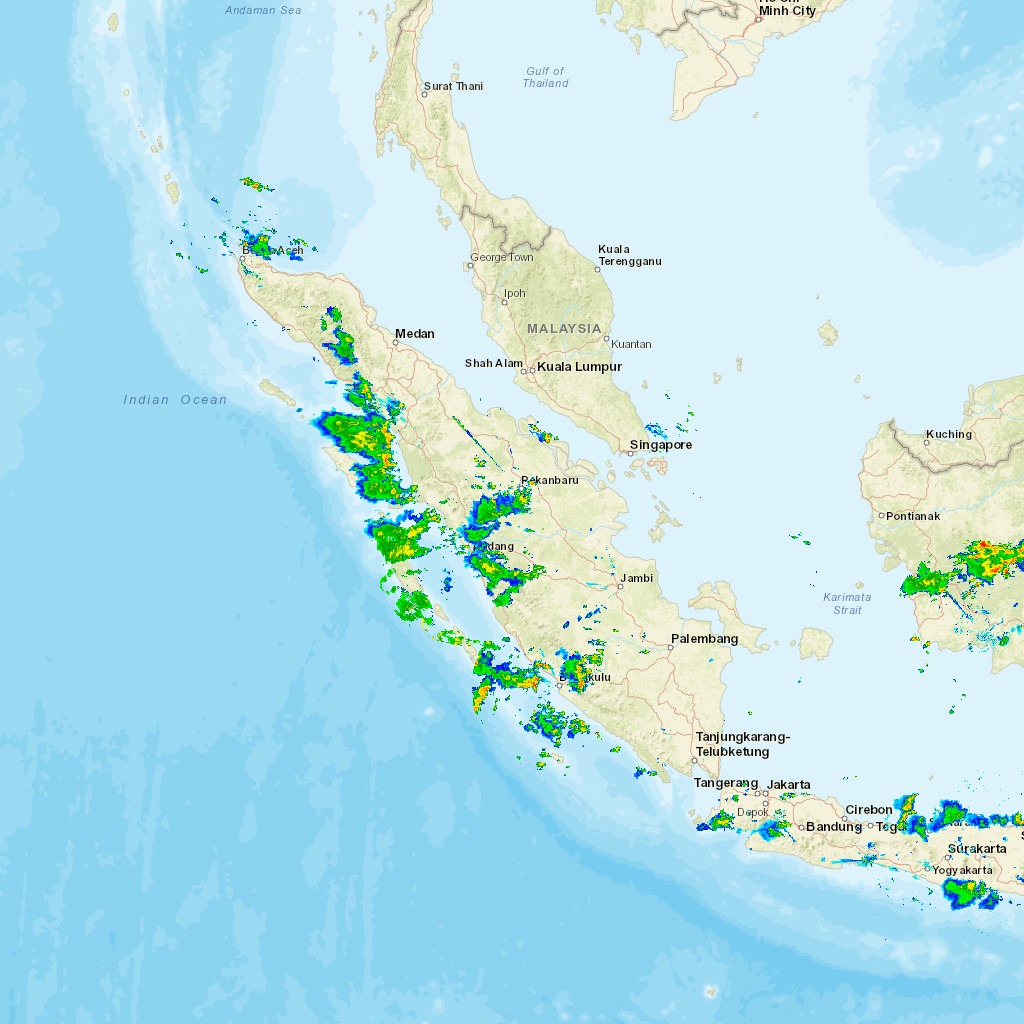 Andaman Sea
Minh City
Gulf of
Thailand
Surat Thani
Kuala
Terengganu
George Town
Ipoh
MALAYSIA
Medan
Kuantan
Shah Alam
Kuala Lumpur
Indian Ocean
Singapore
Kuching
Pekanbaru
Pontianak
Jambi
Karimata
Strait
Palembang
Tanjungkarang-
Telubketung
Tangerang
Jakarta
Depok
Cirebon
Bandung
Surakarta
Yogyakarta